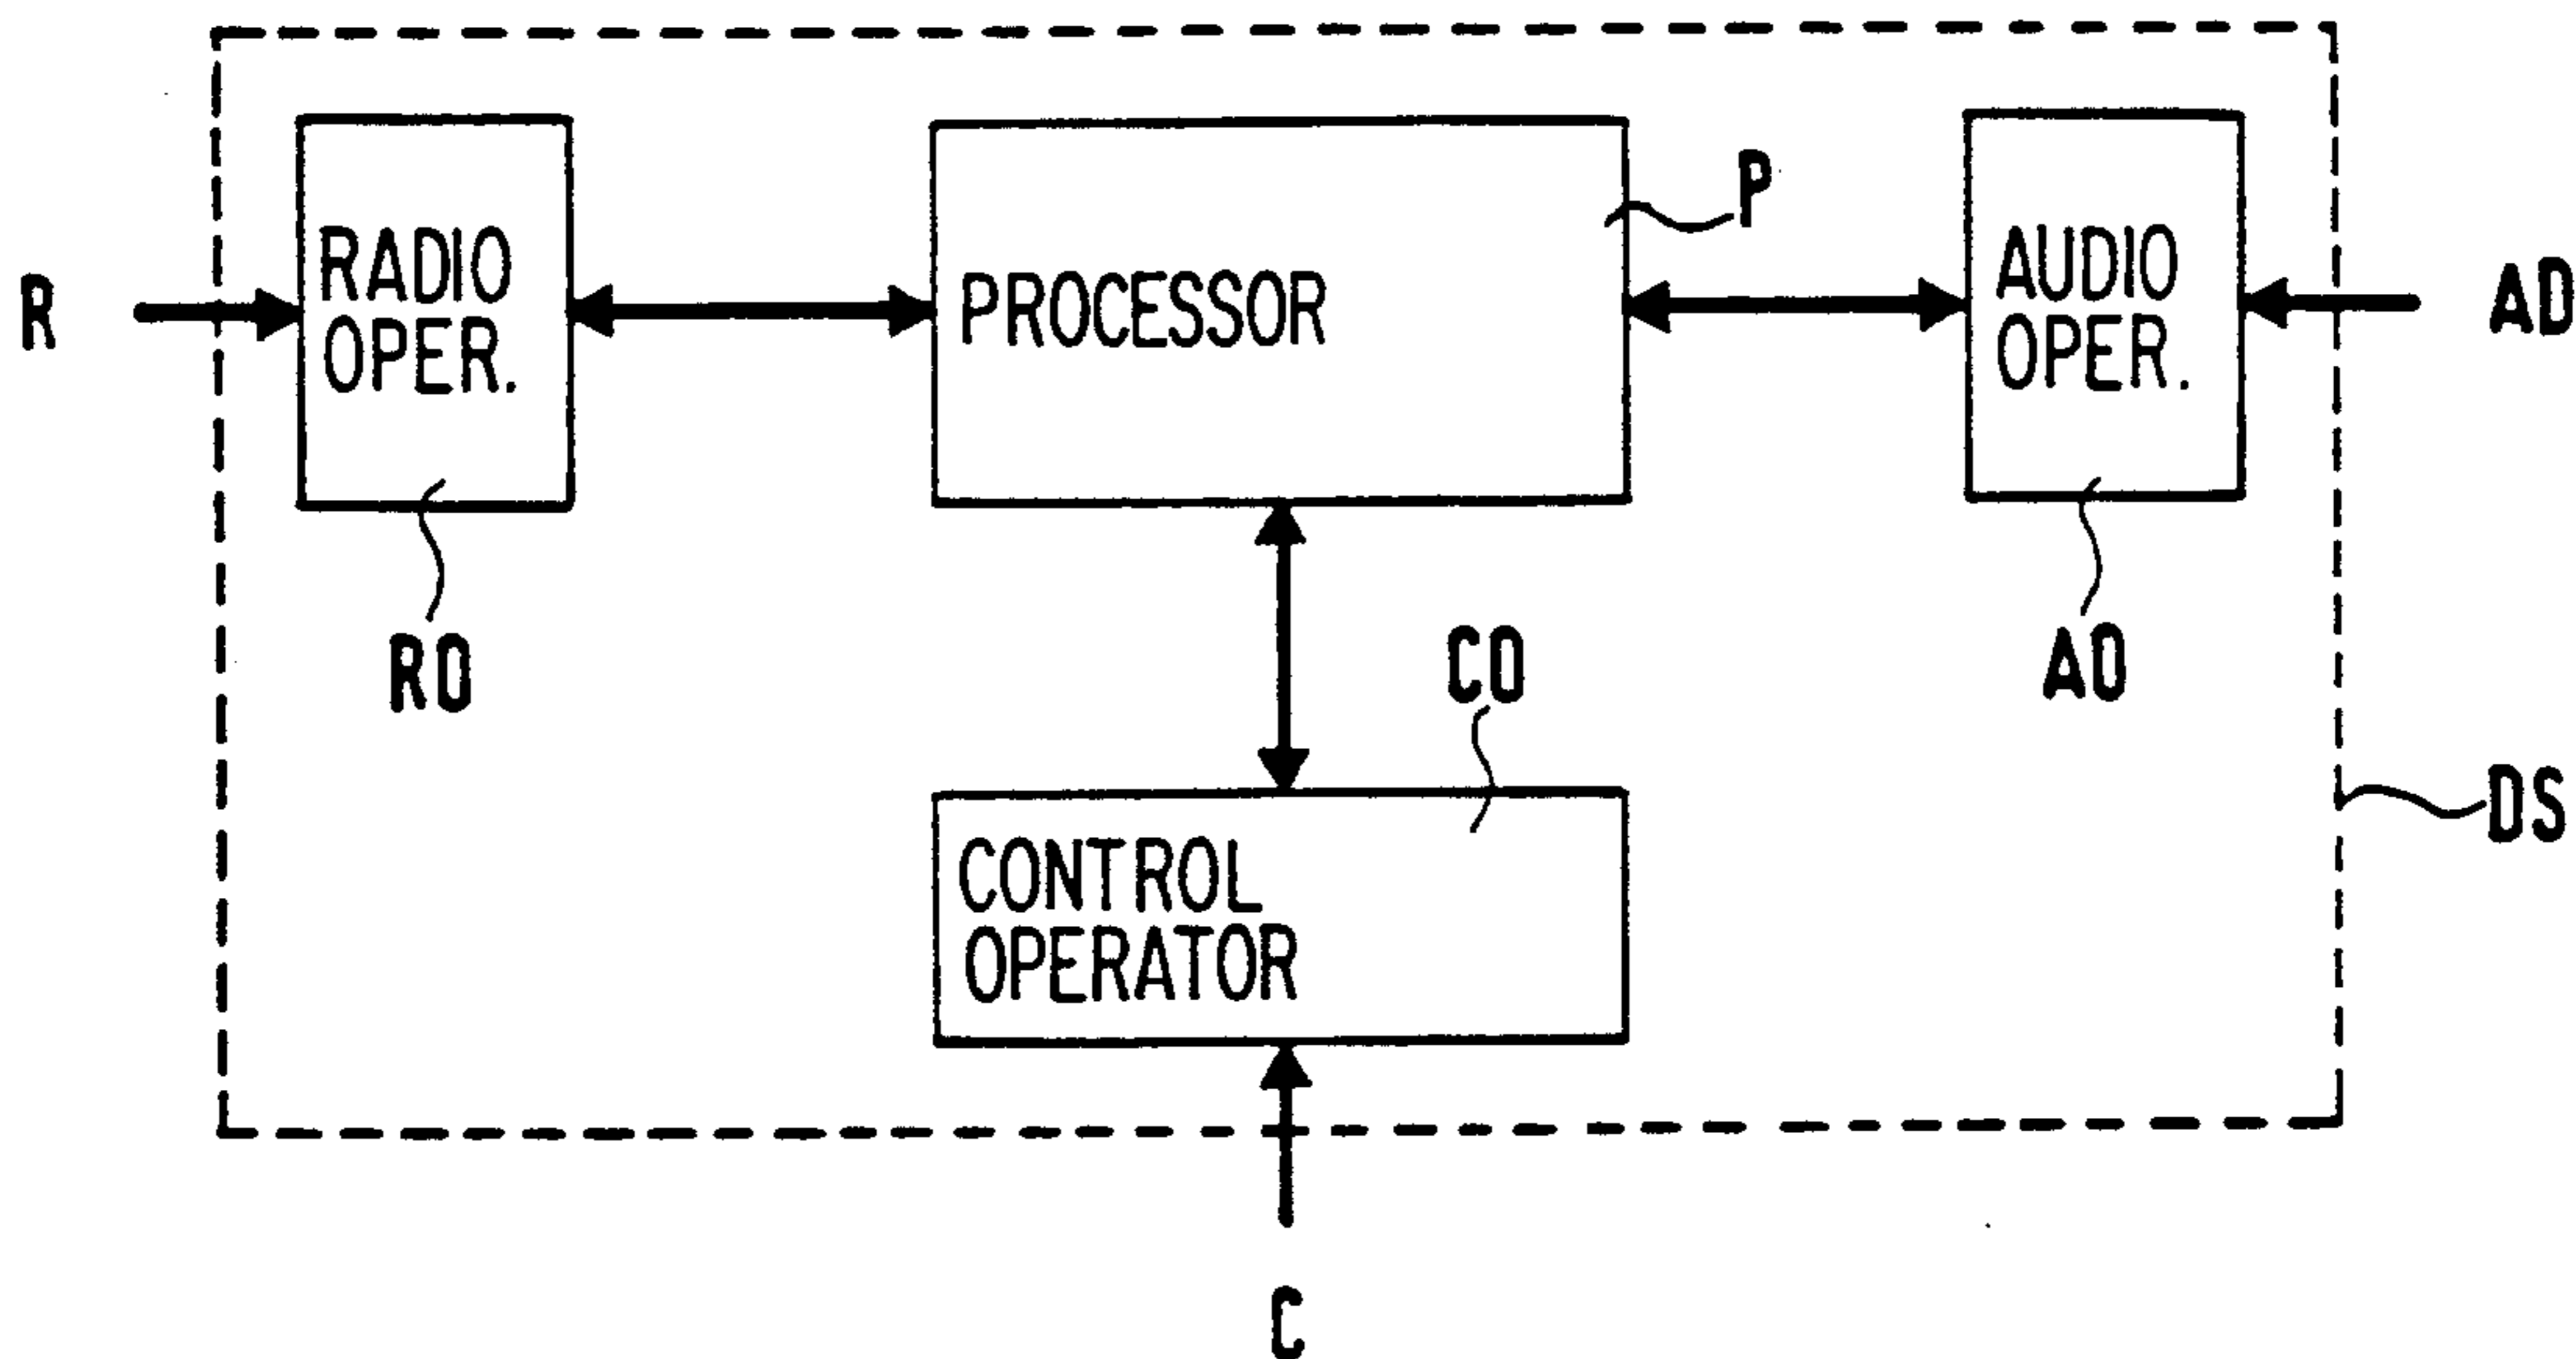 P
RADIO
OPER.
PROCESSOR
AUDIO
OPER.
R
AD
RO
CO
AO
DS
CONTROL
OPERATOR
C